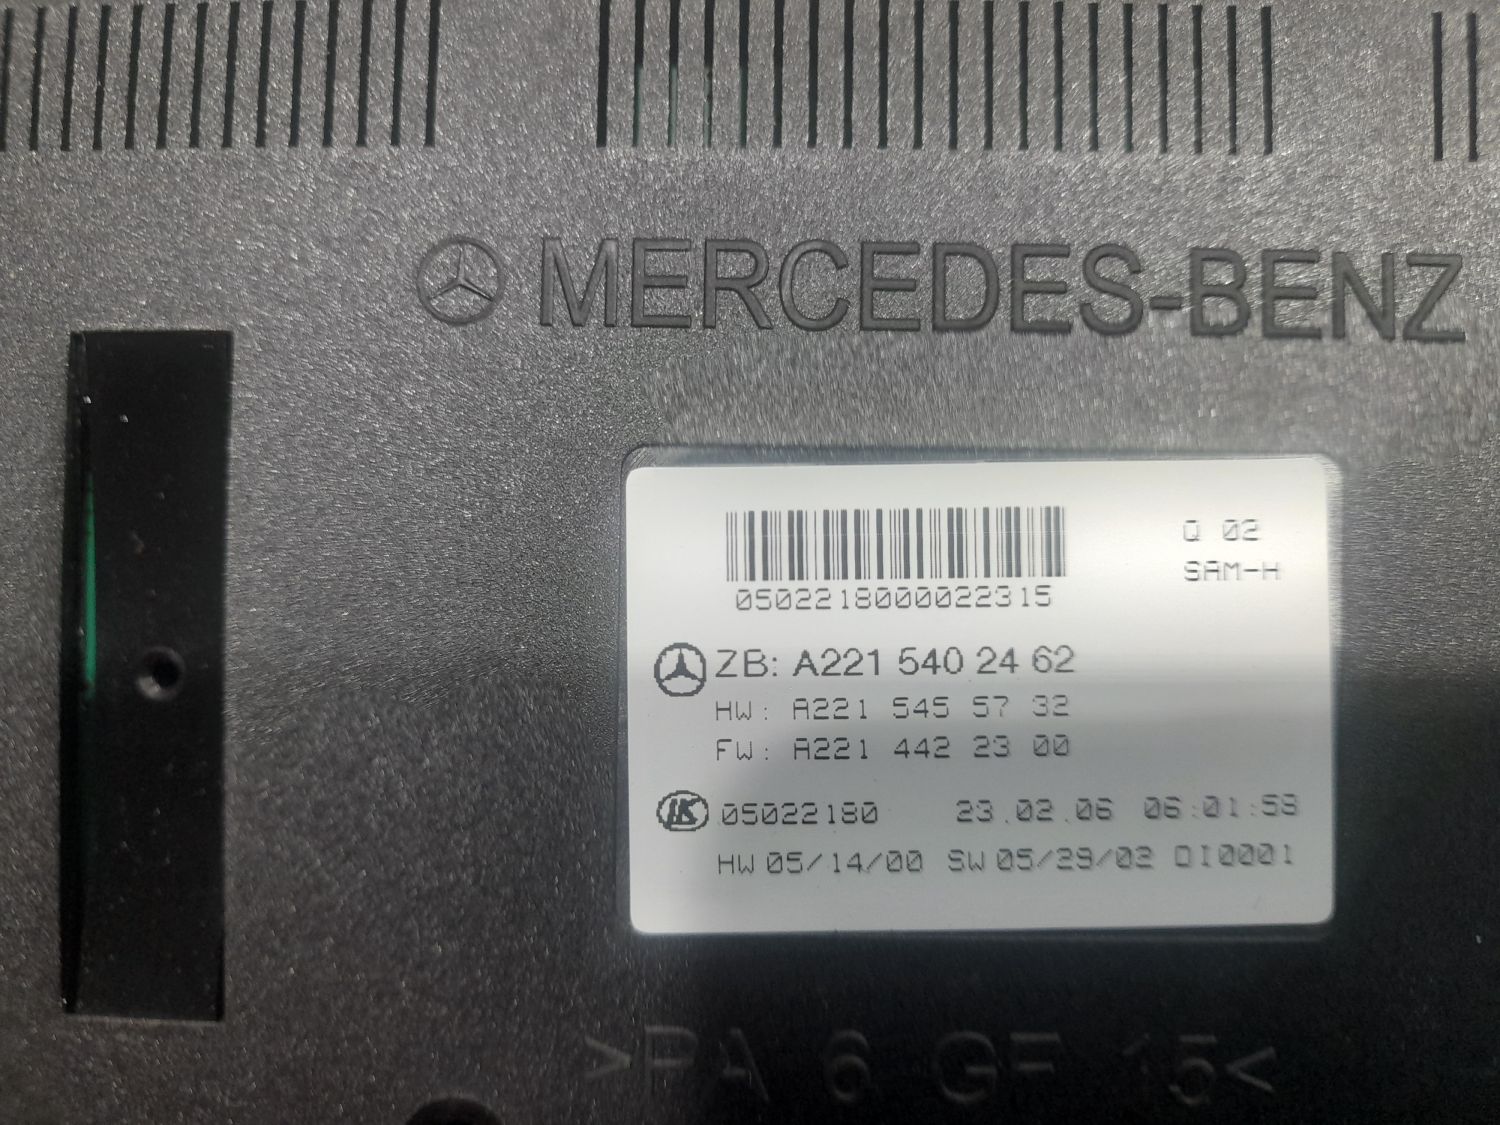 MERCEDES-BENZ
Q 02
SAM-H
0502218000022315
ZB: A221 540 24 62
HW: A221 545 57 32
FW: A221 442 23 00
LK 05022180 23.02.06 06:01:58
HW 05/14/00 SW 05/29/02 DI0001
>PA 6 GF 15<